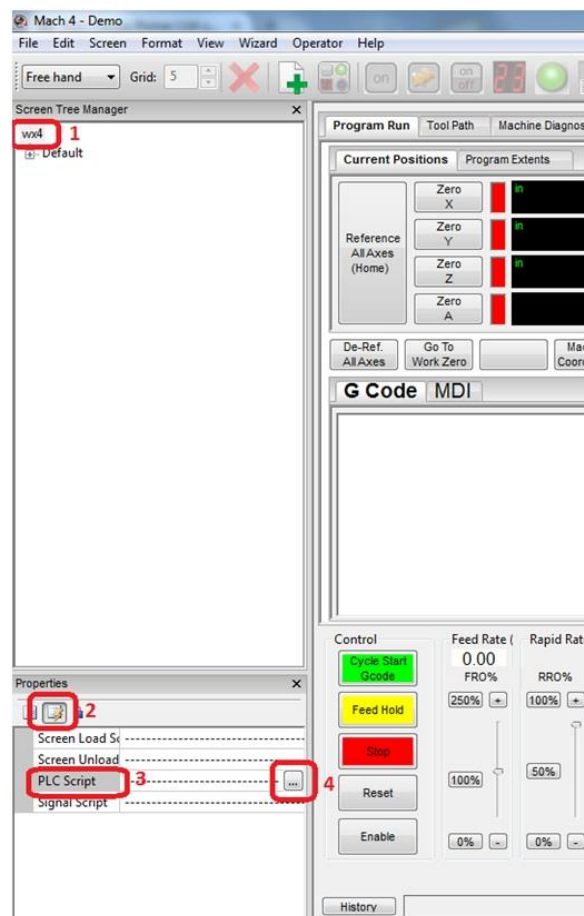 Mach 4 - Demo
File Edit Screen Format View Wizard Operator Help
Free hand Grid: 5 on on off 23
Screen Tree Manager
wx4 1
Default
Program Run Tool Path Machine Diagnos
Current Positions Program Extents
Reference All Axes (Home)
Zero X in
Zero Y in
Zero Z in
Zero A
De-Ref. All Axes
Go To Work Zero
Ma
Coord
G Code MDI
Control
Cycle Start Gcode
Feed Hold
Stop
Reset
Enable
Feed Rate (
0.00
FRO%
250% +
100%
0% -
Rapid Rat
RRO%
100% +
50%
0% -
Properties
2
Screen Load Sc
Screen Unload
PLC Script 3 ... 4
Signal Script
History